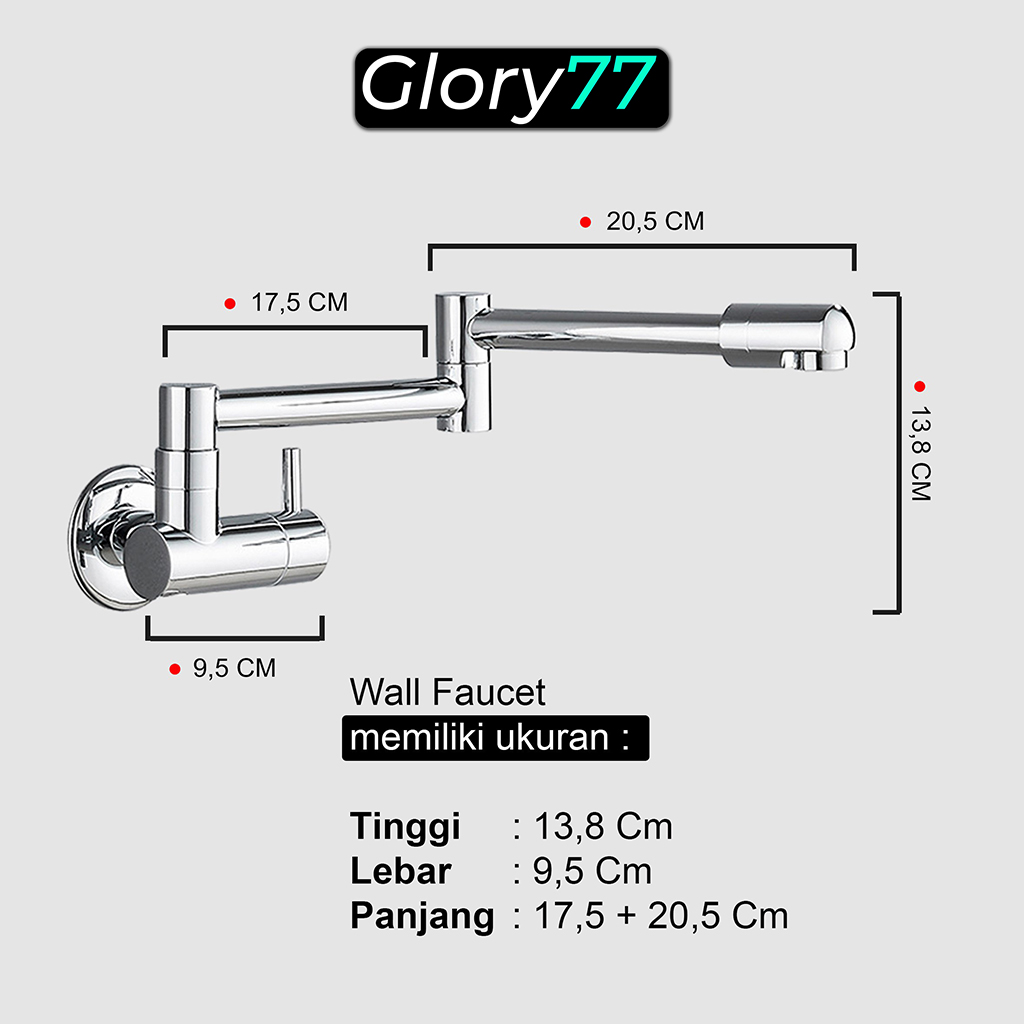 Glory77
• 20,5 CM
• 17,5 CM
• 13,8 CM
• 9,5 CM
Wall Faucet
memiliki ukuran :
Tinggi : 13,8 Cm
Lebar : 9,5 Cm
Panjang : 17,5 + 20,5 Cm